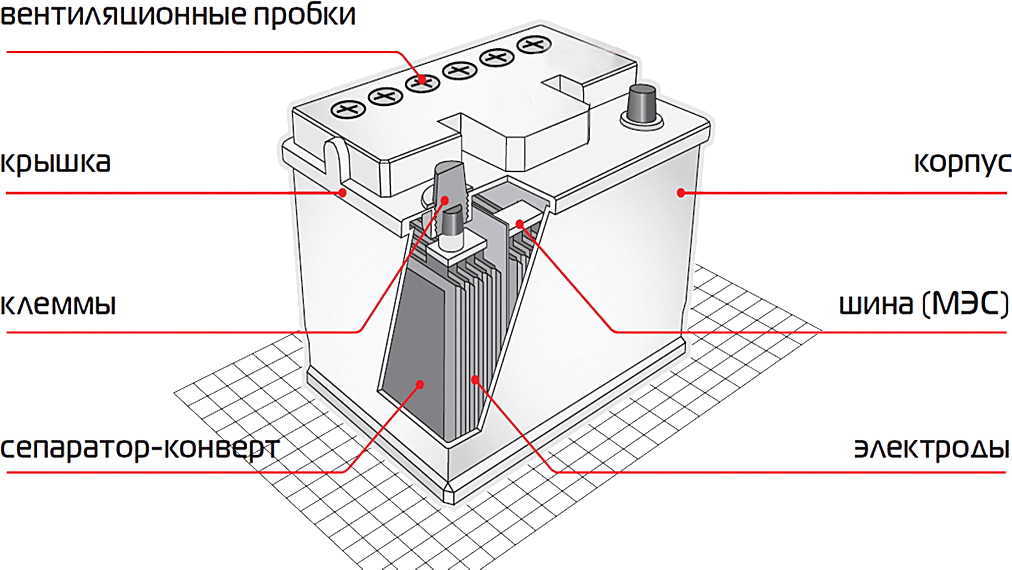 вентиляционные пробки
крышка
корпус
клеммы
шина (МЭС)
сепаратор-конверт
электроды